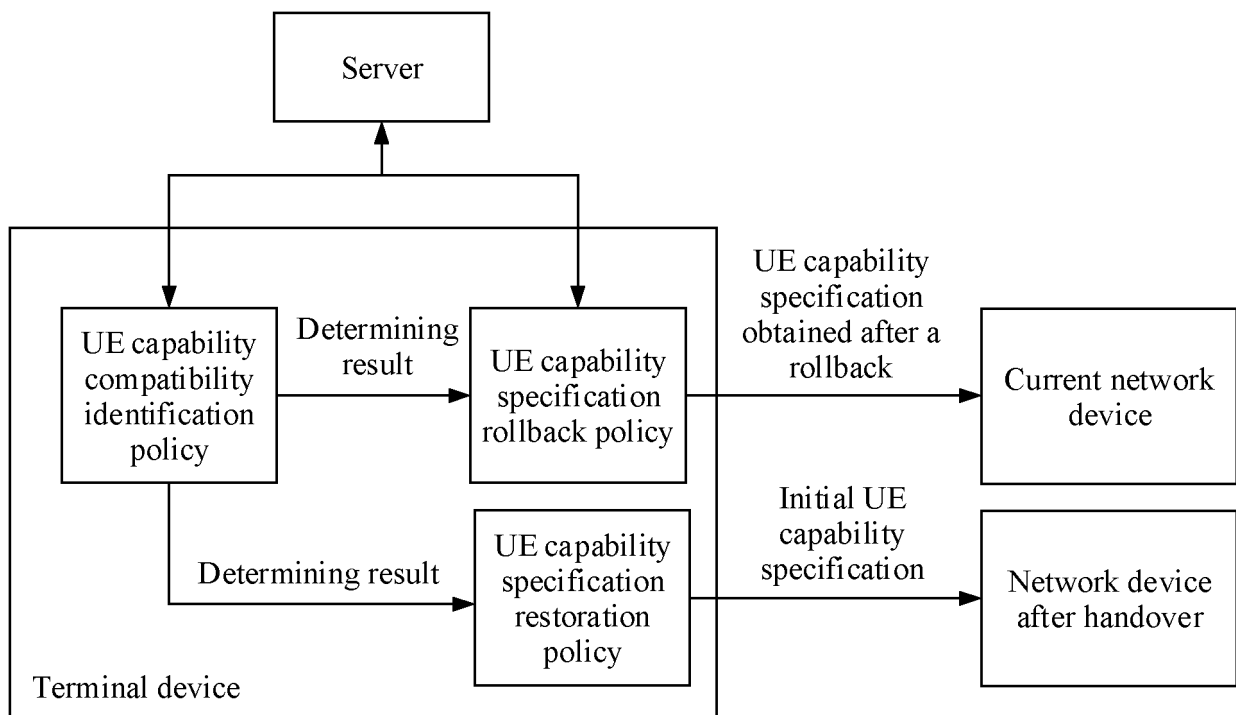 Server
UE capability
compatibility
identification
policy
Determining
result
UE capability
specification
rollback policy
UE capability
specification
obtained after a
rollback
Current network
device
Determining result
UE capability
specification
restoration
policy
Initial UE
capability
specification
Network device
after handover
Terminal device